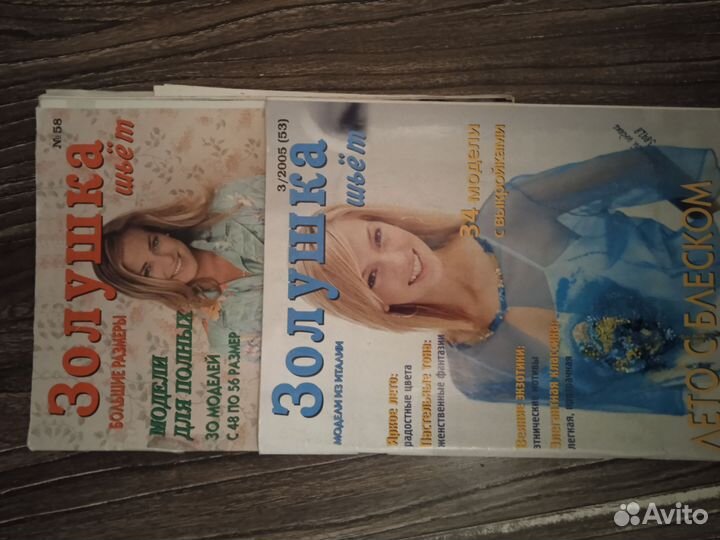 №58
Золушка
шьёт
БОЛЬШИЕ РАЗМЕРЫ
МОДЕЛИ
ДЛЯ ПОЛНЫХ
30 МОДЕЛЕЙ
С 48 ПО 56 РАЗМЕР
3/2005 (53)
Золушка
шьёт
МОДЕЛИ ИЗ ИТАЛИИ
34 модели
с выкройками
Яркое лето:
радостные цвета
Пастельные тона:
женственные фантазии
Веяние экзотики:
этнические мотивы
Элегантная классика:
легкая, прозрачная
ЛЕТО С БЛЕСКОМ
Avito